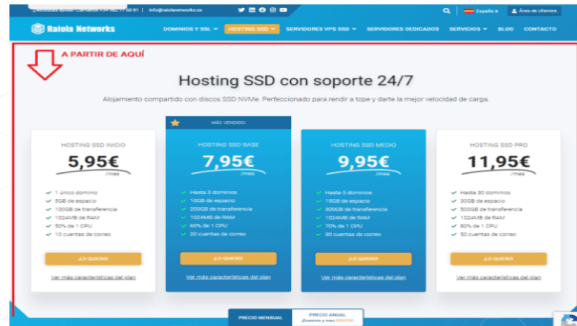 info@raiolanetworks.es
España
Área de clientes
Raiola Networks
DOMINIOS Y SSL
HOSTING SSD
SERVIDORES VPS SSD
SERVIDORES DEDICADOS
SERVICIOS
BLOG
CONTACTO
A PARTIR DE AQUÍ
Hosting SSD con soporte 24/7
Alojamiento compartido con discos SSD NVMe. Perfeccionado para rendir a tope y darte la mejor velocidad de carga.
HOSTING SSD INICIO
5,95€
/mes
1 único dominio
5GB de espacio
100GB de transferencia
1024MB de RAM
50% de 1 CPU
10 cuentas de correo
¡LO QUIERO!
Ver más características del plan
MÁS VENDIDO
HOSTING SSD BASE
7,95€
/mes
Hasta 3 dominios
10GB de espacio
200GB de transferencia
1024MB de RAM
60% de 1 CPU
20 cuentas de correo
¡LO QUIERO!
Ver más características del plan
HOSTING SSD MEDIO
9,95€
/mes
Hasta 5 dominios
1024MB de RAM
70% de 1 CPU
30 cuentas de correo
¡LO QUIERO!
Ver más características del plan
HOSTING SSD PRO
11,95€
/mes
Hasta 30 dominios
500GB de transferencia
1024MB de RAM
80% de 1 CPU
50 cuentas de correo
¡LO QUIERO!
Ver más características del plan
PRECIO MENSUAL
PRECIO ANUAL